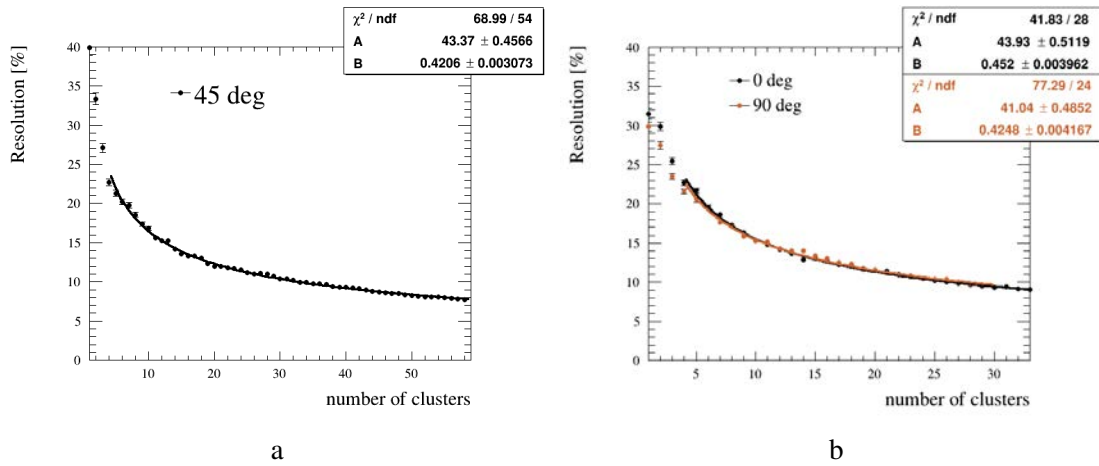 χ² / ndf 68.99 / 54
A 43.37 ± 0.4566
B 0.4206 ± 0.003073
Resolution [%]
40
35
30
25
20
15
10
5
0
45 deg
10 20 30 40 50
number of clusters
a
χ² / ndf 41.83 / 28
A 43.93 ± 0.5119
B 0.452 ± 0.003962
χ² / ndf 77.29 / 24
A 41.04 ± 0.4852
B 0.4248 ± 0.004167
Resolution [%]
40
35
30
25
20
15
10
5
0
0 deg
90 deg
5 10 15 20 25 30
number of clusters
b